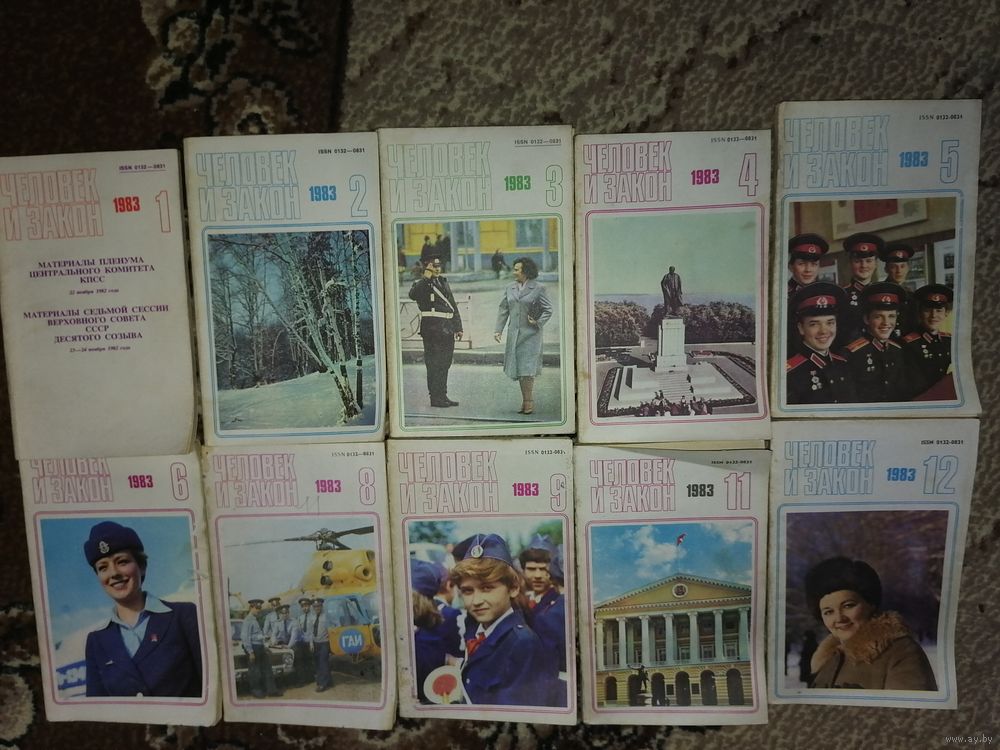 ISSN 0132—0831
ЧЕЛОВЕК
И ЗАКОН
1983
1
МАТЕРИАЛЫ ПЛЕНУМА
ЦЕНТРАЛЬНОГО КОМИТЕТА
КПСС
22 ноября 1982 года
МАТЕРИАЛЫ СЕДЬМОЙ СЕССИИ
ВЕРХОВНОГО СОВЕТА
СССР
ДЕСЯТОГО СОЗЫВА
23—24 ноября 1982 года
ISSN 0132—0831
ЧЕЛОВЕК
И ЗАКОН
1983
2
ISSN 0132—0831
ЧЕЛОВЕК
И ЗАКОН
1983
3
ISSN 0132—0831
ЧЕЛОВЕК
И ЗАКОН
1983
4
ISSN 0132—0831
ЧЕЛОВЕК
И ЗАКОН
1983
5
ЧЕЛОВЕК
И ЗАКОН
1983
6
ISSN 0132—0831
ЧЕЛОВЕК
И ЗАКОН
1983
8
ГАИ
ISSN 0132-083
ЧЕЛОВЕК
И ЗАКОН
1983
9
ISSN 0132-0831
ЧЕЛОВЕК
И ЗАКОН
1983
11
ISSN 0132-0831
ЧЕЛОВЕК
И ЗАКОН
1983
12
www.ay.by